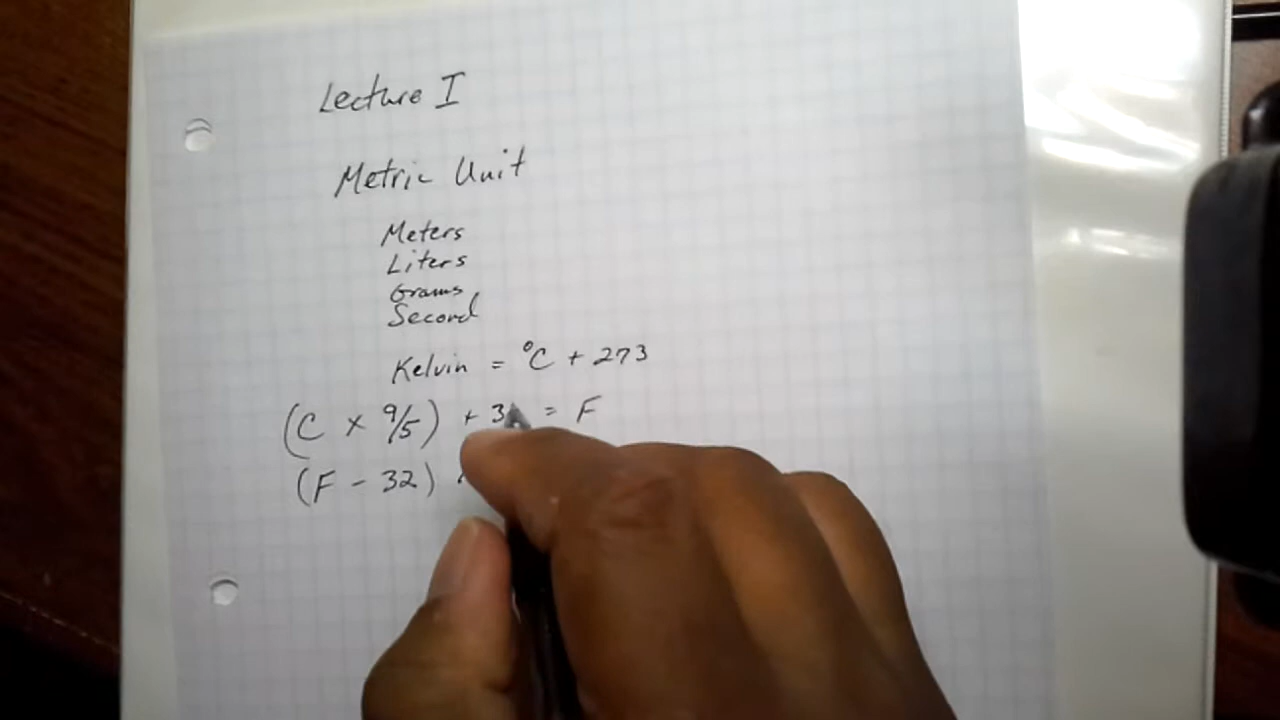 Lecture I
Metric Unit
Meters
Liters
Grams
Second
Kelvin = °C + 273
(C × 9/5) + 3 = F
(F - 32)